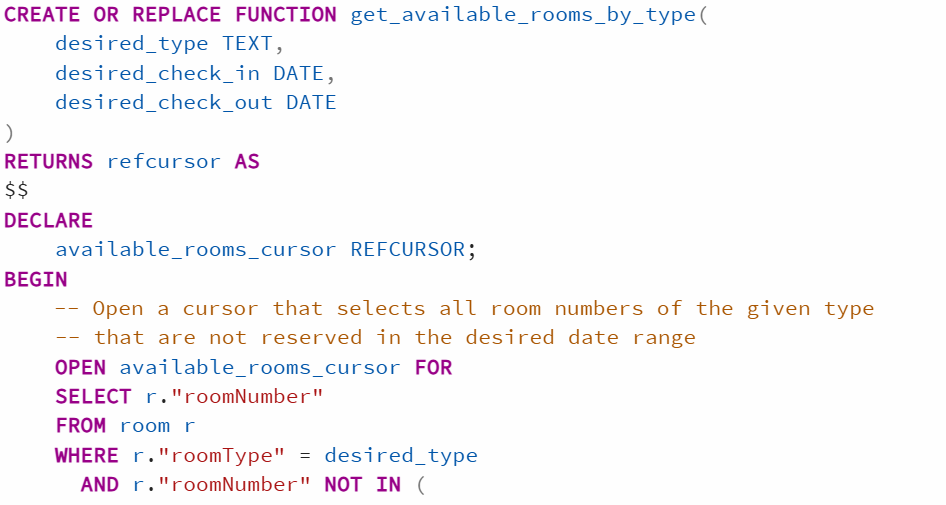 CREATE OR REPLACE FUNCTION get_available_rooms_by_type(
    desired_type TEXT,
    desired_check_in DATE,
    desired_check_out DATE
)
RETURNS refcursor AS
$$
DECLARE
    available_rooms_cursor REFCURSOR;
BEGIN
    -- Open a cursor that selects all room numbers of the given type
    -- that are not reserved in the desired date range
    OPEN available_rooms_cursor FOR
    SELECT r."roomNumber"
    FROM room r
    WHERE r."roomType" = desired_type
      AND r."roomNumber" NOT IN (